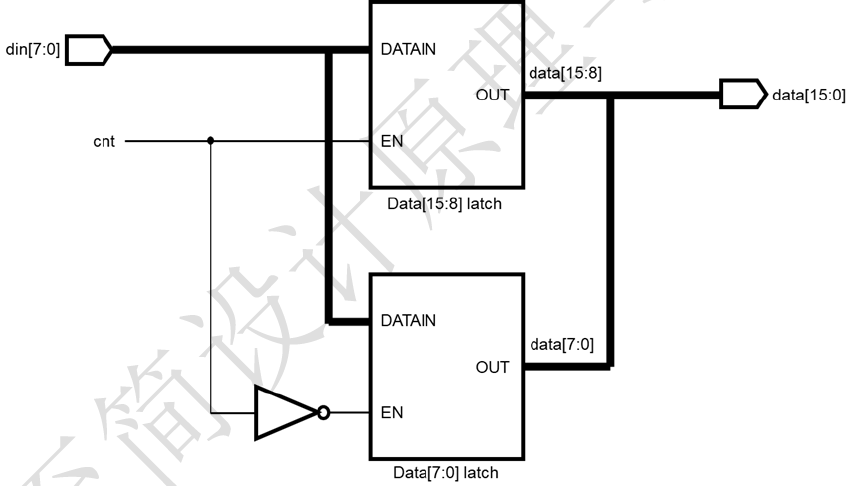 din[7:0]
DATAIN
data[15:8]
OUT
data[15:0]
cnt
EN
Data[15:8] latch
DATAIN
data[7:0]
OUT
EN
Data[7:0] latch
至简设计原理